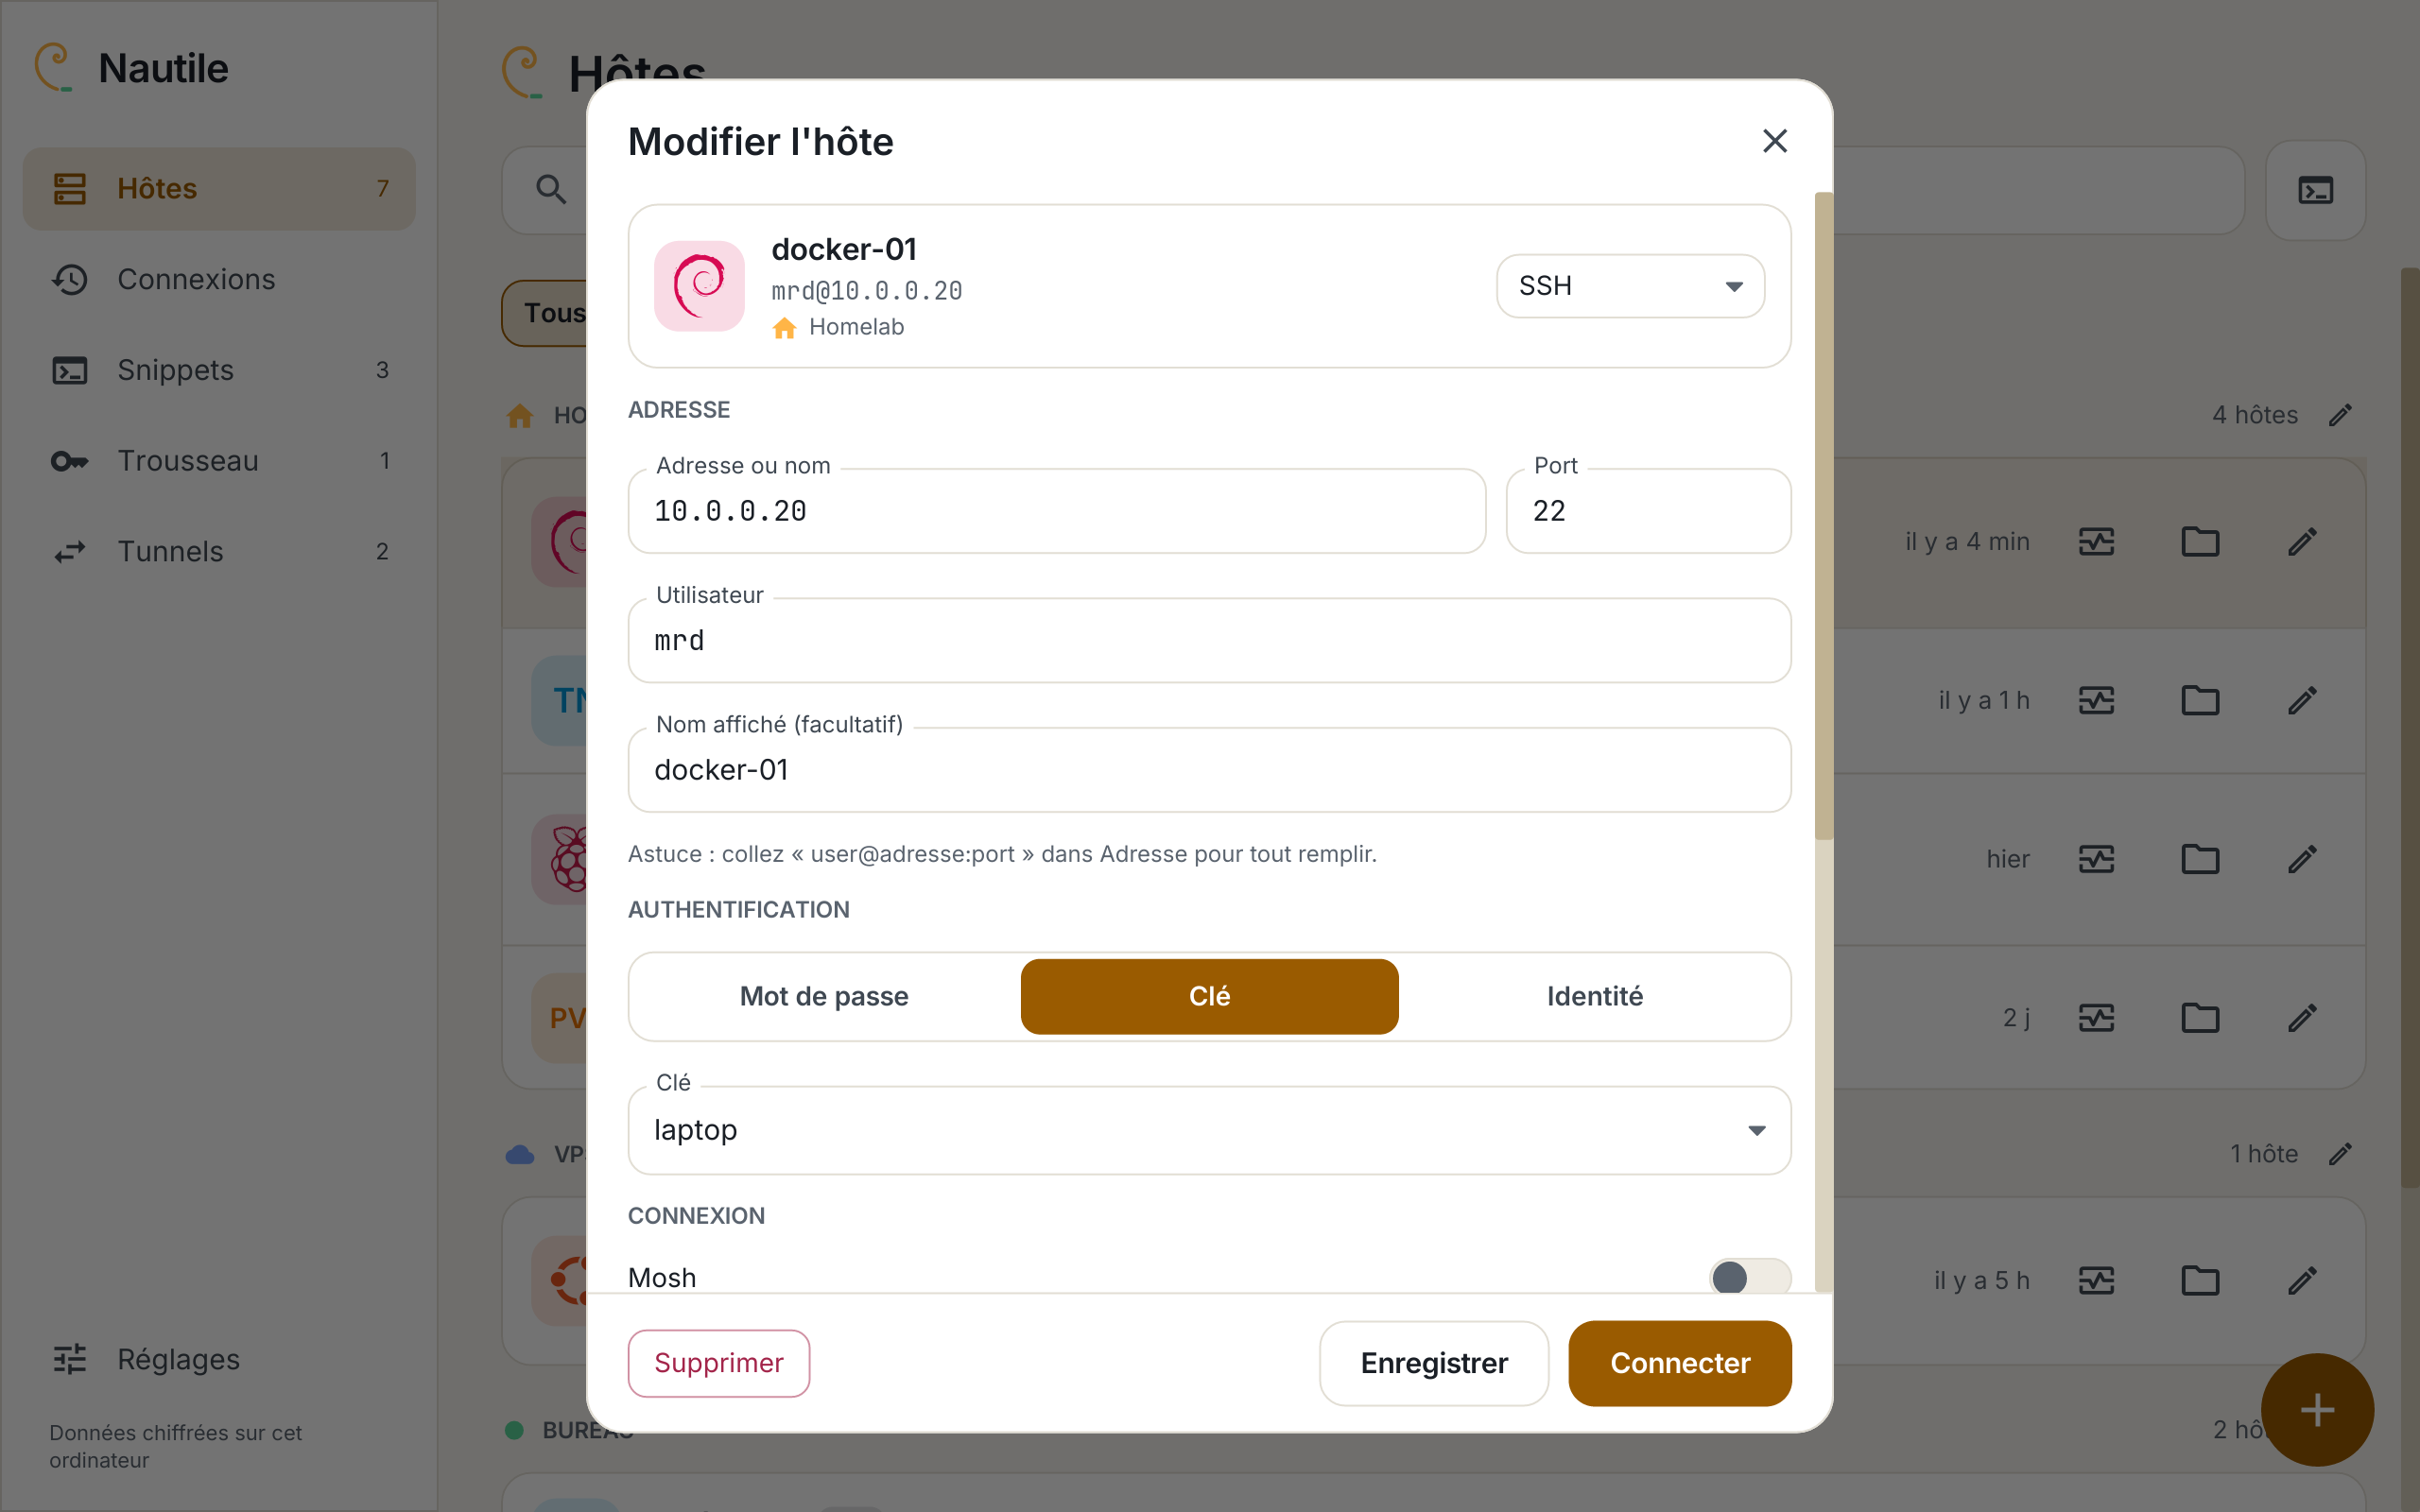 Nautile
Hôtes 7
Connexions
Snippets 3
Trousseau 1
Tunnels 2
Réglages
Données chiffrées sur cet
ordinateur
Hôtes
Tous
4 hôtes
il y a 4 min
il y a 1 h
hier
2 j
1 hôte
il y a 5 h
BUREAU
Modifier l'hôte
docker-01
mrd@10.0.0.20
Homelab
SSH
ADRESSE
Adresse ou nom
10.0.0.20
Port
22
Utilisateur
mrd
Nom affiché (facultatif)
docker-01
Astuce : collez « user@adresse:port » dans Adresse pour tout remplir.
AUTHENTIFICATION
Mot de passe Clé Identité
Clé
laptop
CONNEXION
Mosh
Supprimer Enregistrer Connecter